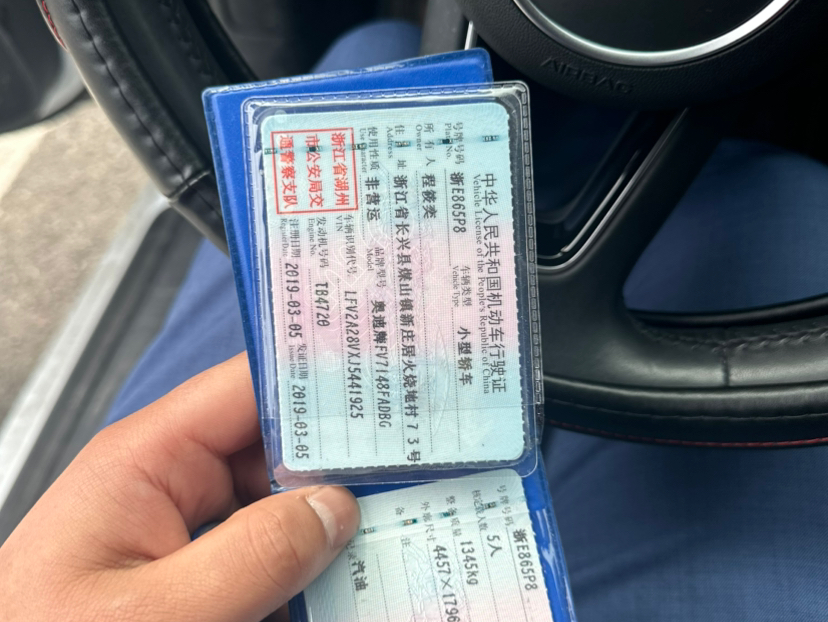 AIRBAG
中华人民共和国机动车行驶证
Vehicle License of the People's Republic of China
号牌号码 浙E865P8 车辆类型 小型轿车
Plate No. Vehicle Type
所有人 程
Owner
住址 浙江省长兴县煤山镇新庄居火烧地村73号
Address
使用性质 非营运 品牌型号 奥迪牌FV7148FADBG
Use Character Model
浙江省湖州
市公安局交
通警察支队
车辆识别代号 LFV2A28VXJ5441925
VIN
发动机号码 TB4720
Engine No.
注册日期 2019-03-05 发证日期 2019-03-05
Register Date Issue Date
号牌号码 浙E865P8
核定载人数 5人
整备质量 1345kg
外廓尺寸 4457×1796
备注
汽油